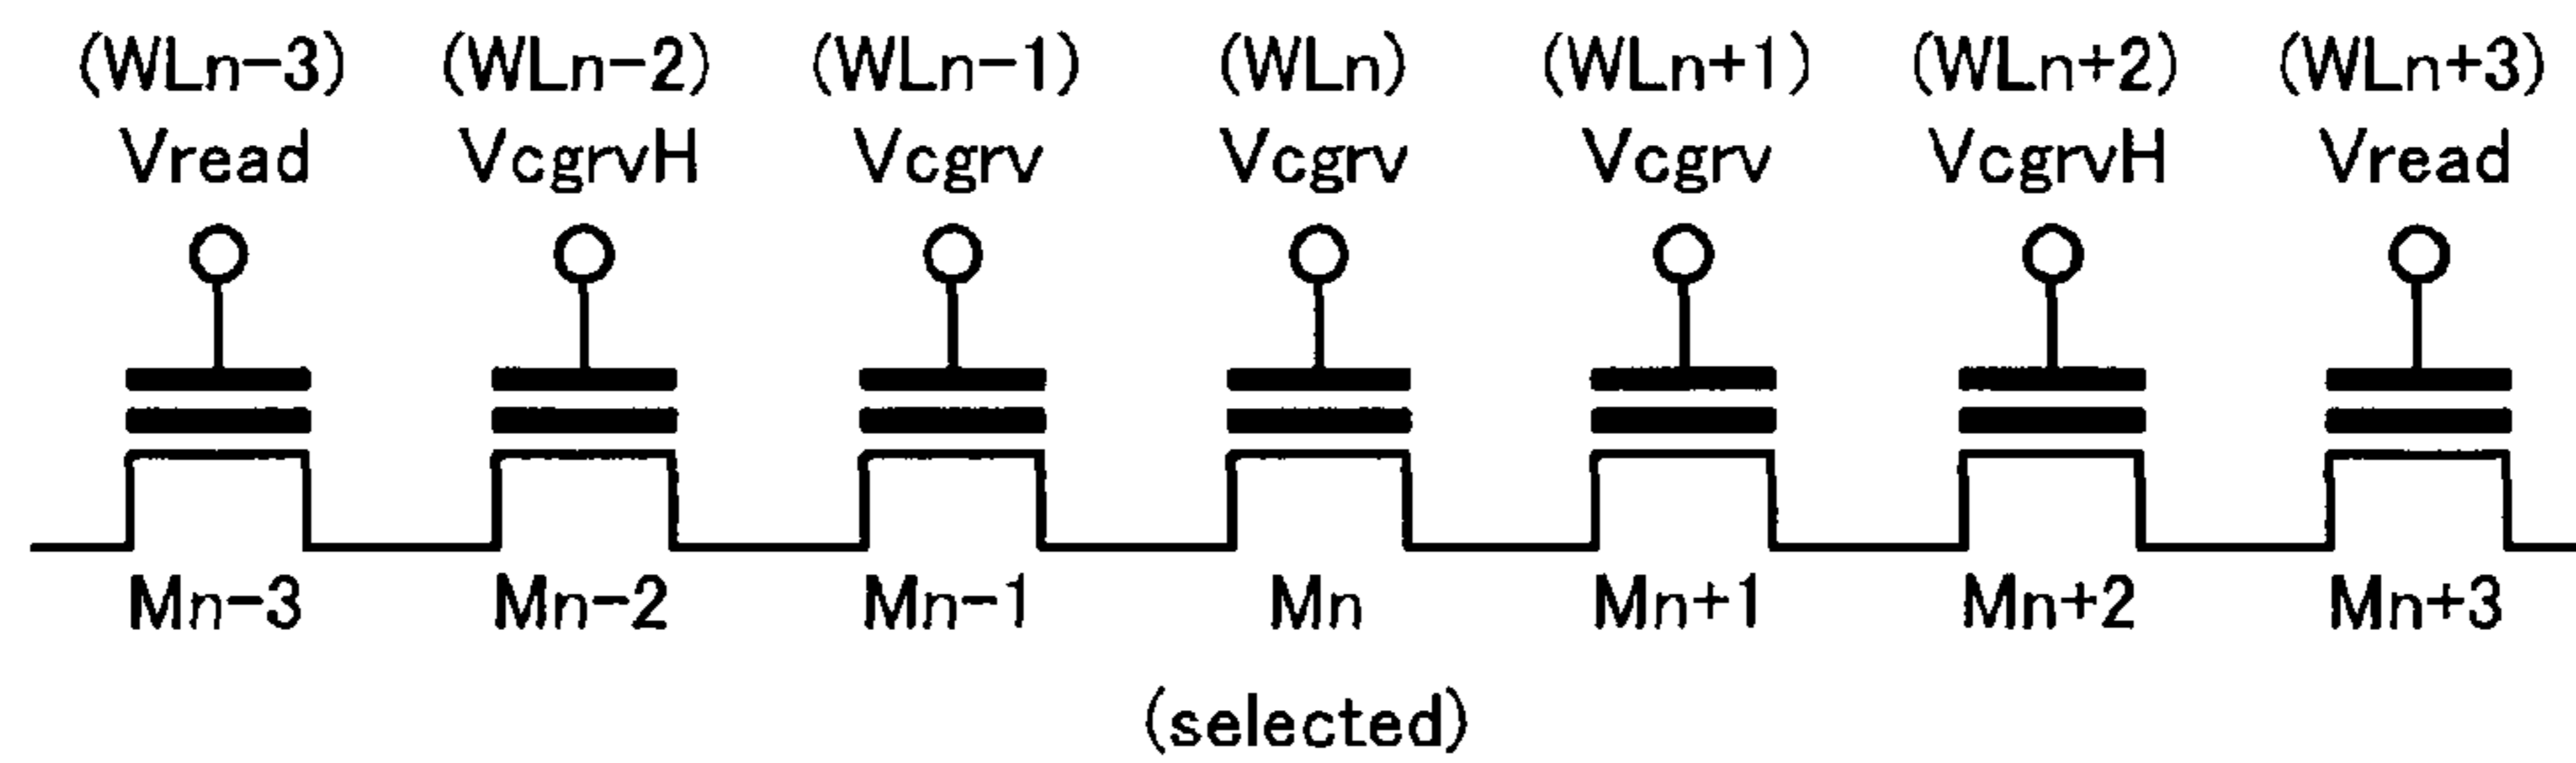 (WLn-3) (WLn-2) (WLn-1) (WLn) (WLn+1) (WLn+2) (WLn+3)
Vread VcgrvH Vcgrv Vcgrv Vcgrv VcgrvH Vread
Mn-3 Mn-2 Mn-1 Mn Mn+1 Mn+2 Mn+3
(selected)